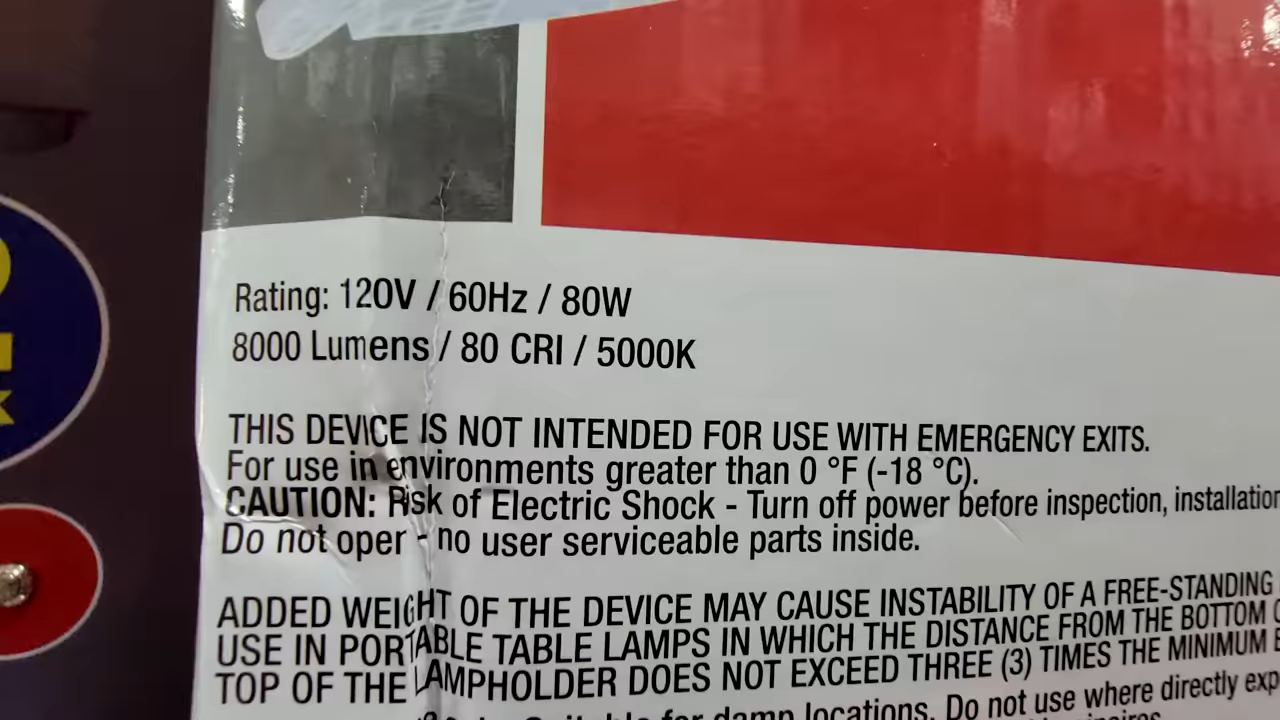 Rating: 120V / 60Hz / 80W
8000 Lumens / 80 CRI / 5000K
THIS DEVICE IS NOT INTENDED FOR USE WITH EMERGENCY EXITS.
For use in environments greater than 0 °F (-18 °C).
CAUTION: Risk of Electric Shock - Turn off power before inspection, installation
Do not open - no user serviceable parts inside.
ADDED WEIGHT OF THE DEVICE MAY CAUSE INSTABILITY OF A FREE-STANDING
USE IN PORTABLE TABLE LAMPS IN WHICH THE DISTANCE FROM THE BOTTOM
TOP OF THE LAMPHOLDER DOES NOT EXCEED THREE (3) TIMES THE MINIMUM
Suitable for damp locations. Do not use where directly